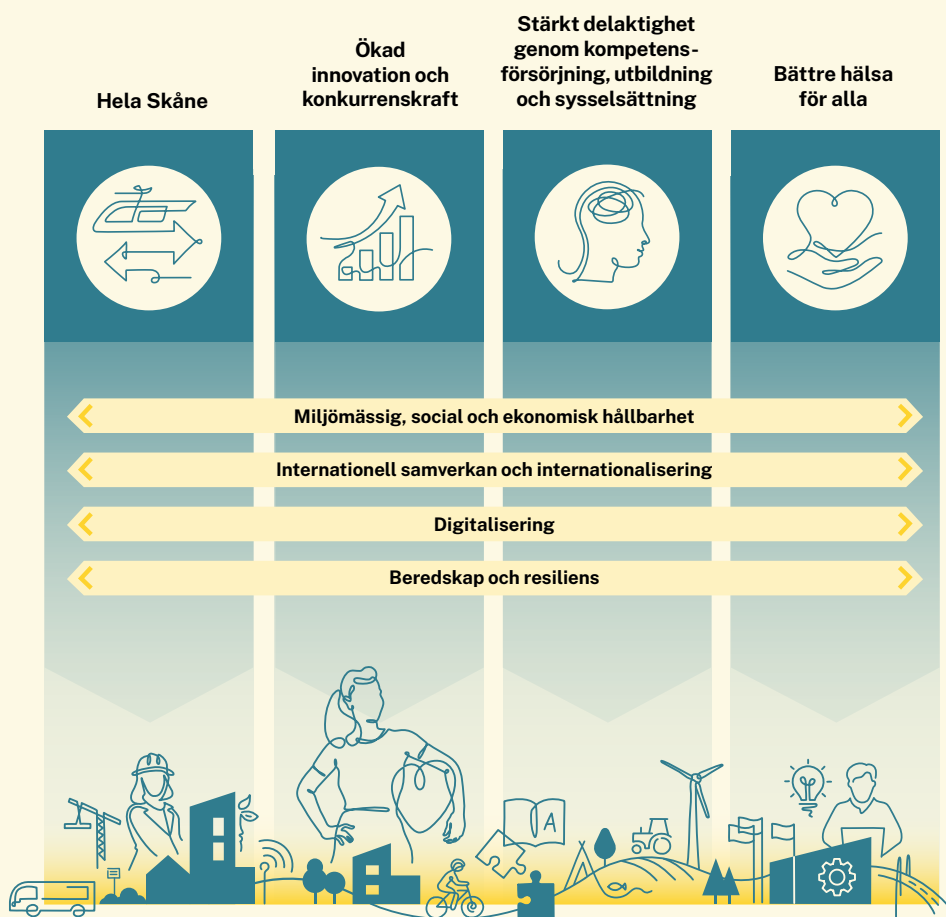 Hela Skåne
Ökad
innovation och
konkurrenskraft
Stärkt delaktighet
genom kompetens-
försörjning, utbildning
och sysselsättning
Bättre hälsa
för alla
Miljömässig, social och ekonomisk hållbarhet
Internationell samverkan och internationalisering
Digitalisering
Beredskap och resiliens
A